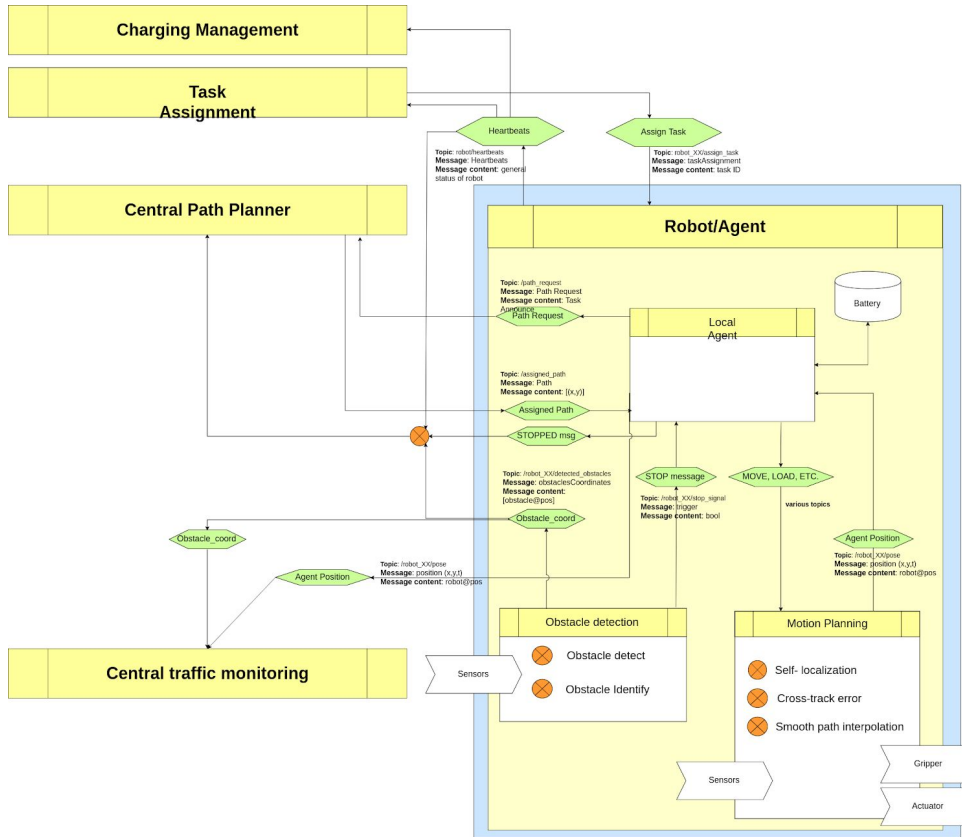 Charging Management
Task
Assignment
Heartbeats
Assign Task
Topic: robot/heartbeats
Message: Heartbeats
Message content: general
status of robot
Topic: robot_XX/assign_task
Message: taskAssignment
Message content: task ID
Central Path Planner
Robot/Agent
Topic: /path_request
Message: Path Request
Message content: Task
Announce
Path Request
Battery
Local
Agent
Topic: /assigned_path
Message: Path
Message content: [(x,y)]
Assigned Path
STOPPED msg
Topic: /robot_XX/detected_obstacles
Message: obstaclesCoordinates
Message content:
[obstacle@pos]
Obstacle_coord
STOP message
Topic: /robot_XX/stop_signal
Message: trigger
Message content: bool
MOVE, LOAD, ETC.
various topics
Obstacle_coord
Agent Position
Topic: /robot_XX/pose
Message: position (x,y,t)
Message content: robot@pos
Agent Position
Topic: /robot_XX/pose
Message: position (x,y,t)
Message content: robot@pos
Central traffic monitoring
Obstacle detection
Sensors
Obstacle detect
Obstacle Identify
Motion Planning
Self- localization
Cross-track error
Smooth path interpolation
Sensors
Gripper
Actuator